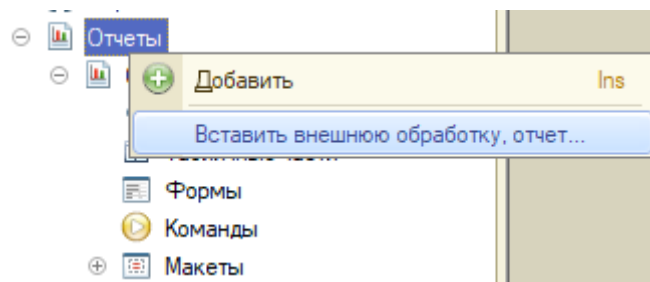 Отчеты
Добавить Ins
Вставить внешнюю обработку, отчет...
Формы
Команды
Макеты